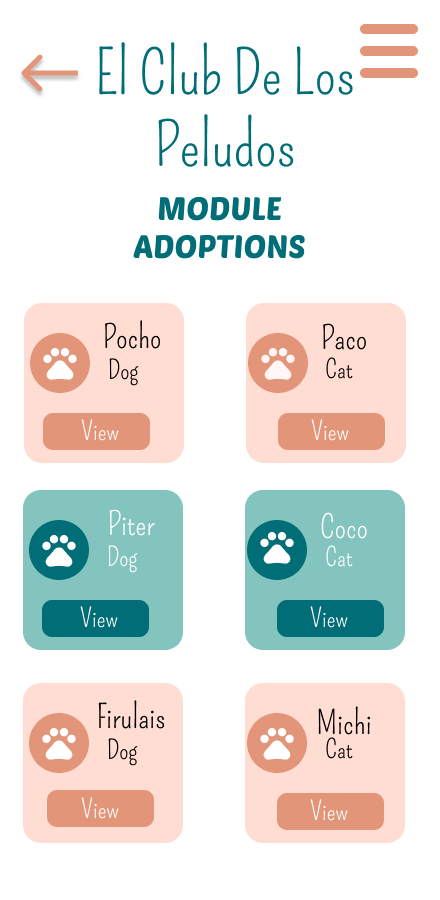 El Club De Los
Peludos
MODULE
ADOPTIONS
Pocho
Dog
View
Paco
Cat
View
Piter
Dog
View
Coco
Cat
View
Firulais
Dog
View
Michi
Cat
View